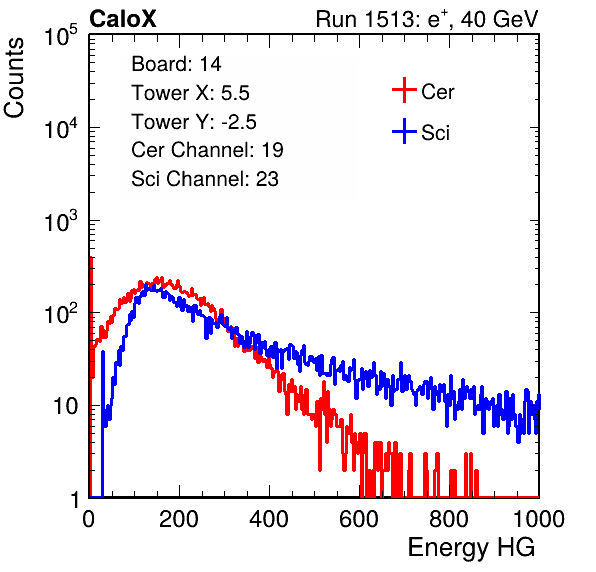 CaloX Run 1513: e⁺, 40 GeV
Board: 14
Tower X: 5.5
Tower Y: -2.5
Cer Channel: 19
Sci Channel: 23
Cer
Sci
Counts
10⁵
10⁴
10³
10²
10
1
0 200 400 600 800 1000
Energy HG